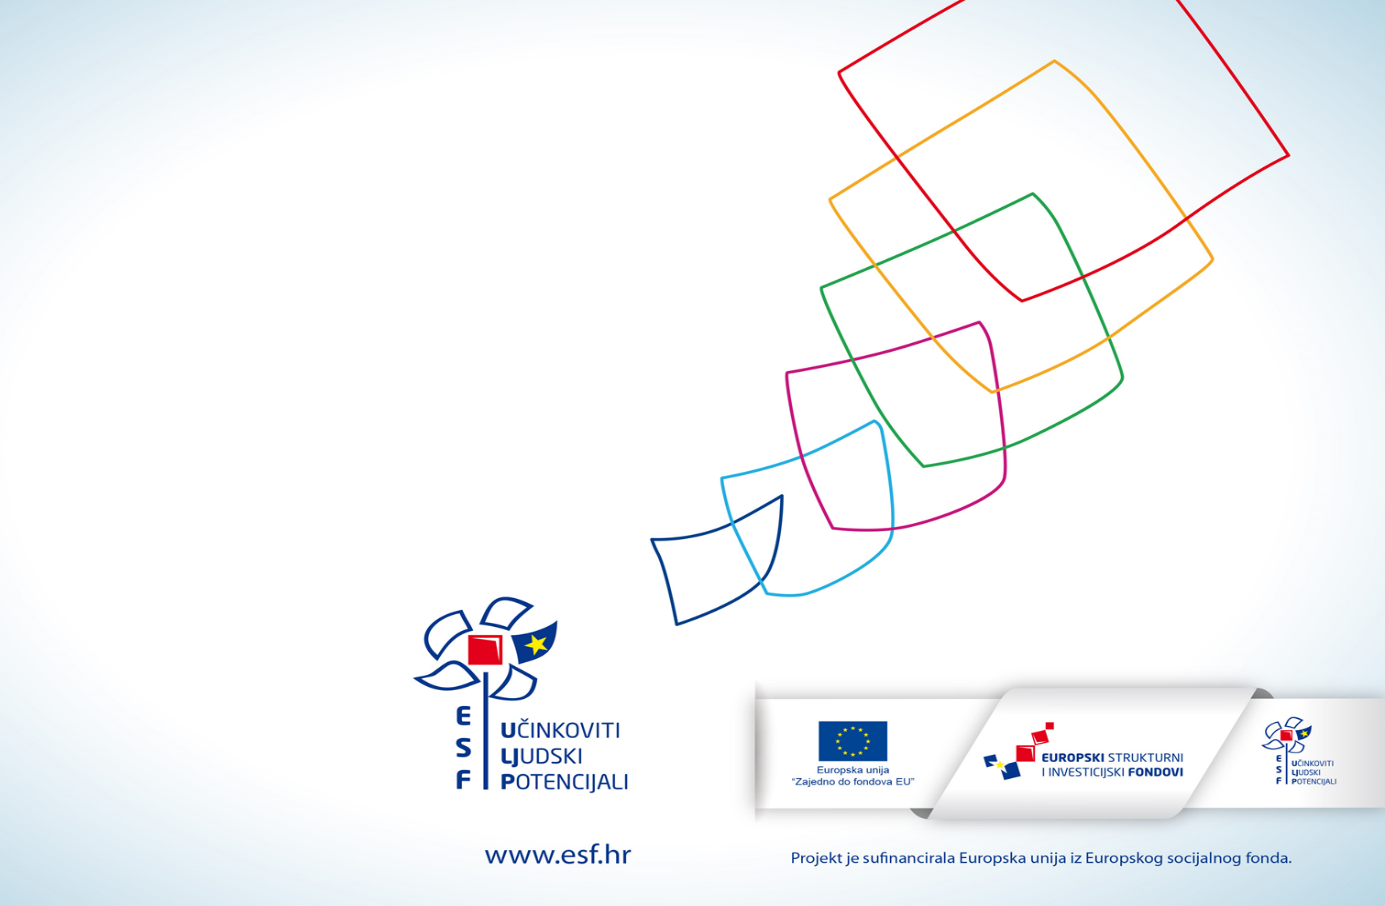 E
S
F
UČINKOVITI
LJUDSKI
POTENCIJALI
www.esf.hr
Europska unija
“Zajedno do fondova EU”
EUROPSKI STRUKTURNI
I INVESTICIJSKI FONDOVI
E
S
F
UČINKOVITI
LJUDSKI
POTENCIJALI
Projekt je sufinancirala Europska unija iz Europskog socijalnog fonda.